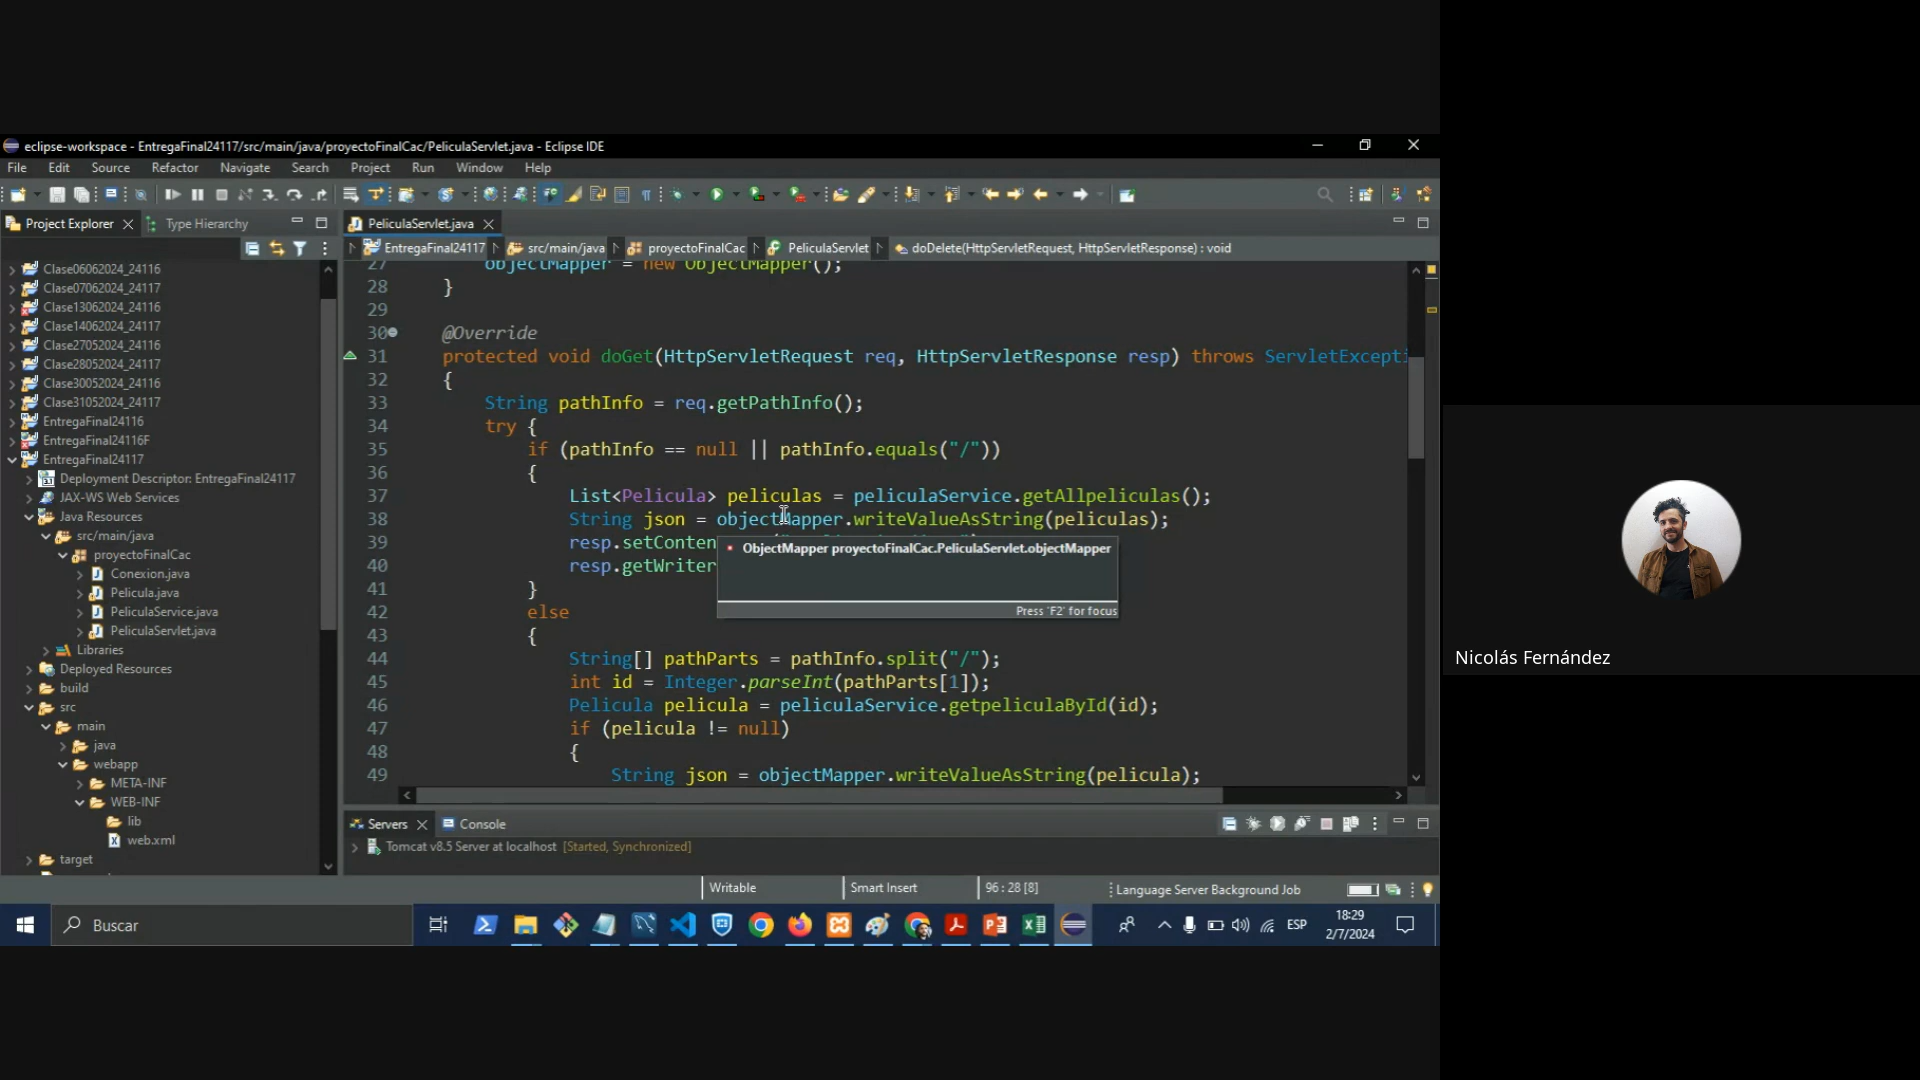 eclipse-workspace - EntregaFinal24117/src/main/java/proyectoFinalCac/PeliculaServlet.java - Eclipse IDE
File Edit Source Refactor Navigate Search Project Run Window Help
Project Explorer Type Hierarchy
PeliculaServlet.java
EntregaFinal24117 src/main/java proyectoFinalCac PeliculaServlet doDelete(HttpServletRequest, HttpServletResponse) : void
Clase06062024_24116
Clase07062024_24117
Clase13062024_24116
Clase14062024_24117
Clase27052024_24116
Clase28052024_24117
Clase30052024_24116
Clase31052024_24117
EntregaFinal24116
EntregaFinal24116F
EntregaFinal24117
Deployment Descriptor: EntregaFinal24117
JAX-WS Web Services
Java Resources
src/main/java
proyectoFinalCac
Conexion.java
Pelicula.java
PeliculaService.java
PeliculaServlet.java
Libraries
Deployed Resources
build
src
main
java
webapp
META-INF
WEB-INF
lib
web.xml
target
27 objectMapper = new ObjectMapper();
28 }
29
30 @Override
31 protected void doGet(HttpServletRequest req, HttpServletResponse resp) throws ServletExcepti
32 {
33 String pathInfo = req.getPathInfo();
34 try {
35 if (pathInfo == null || pathInfo.equals("/"))
36 {
37 List<Pelicula> peliculas = peliculaService.getAllpeliculas();
38 String json = objectMapper.writeValueAsString(peliculas);
39 resp.setConten
40 resp.getWriter
41 }
42 else
43 {
44 String[] pathParts = pathInfo.split("/");
45 int id = Integer.parseInt(pathParts[1]);
46 Pelicula pelicula = peliculaService.getpeliculaById(id);
47 if (pelicula != null)
48 {
49 String json = objectMapper.writeValueAsString(pelicula);
ObjectMapper proyectoFinalCac.PeliculaServlet.objectMapper
Press 'F2' for focus
Servers Console
Tomcat v8.5 Server at localhost [Started, Synchronized]
Writable Smart Insert 96 : 28 [8] Language Server Background Job
Buscar
ESP
18:29
2/7/2024
Nicolás Fernández